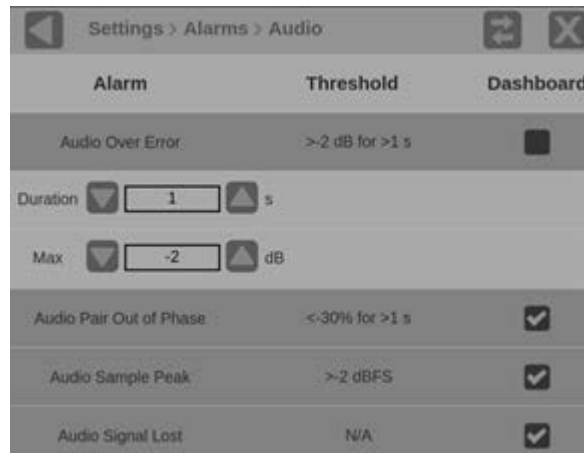 Settings > Alarms > Audio
Alarm Threshold Dashboard
Audio Over Error >-2 dB for >1 s
Duration 1 s
Max -2 dB
Audio Pair Out of Phase <-30% for >1 s
Audio Sample Peak >-2 dBFS
Audio Signal Lost N/A